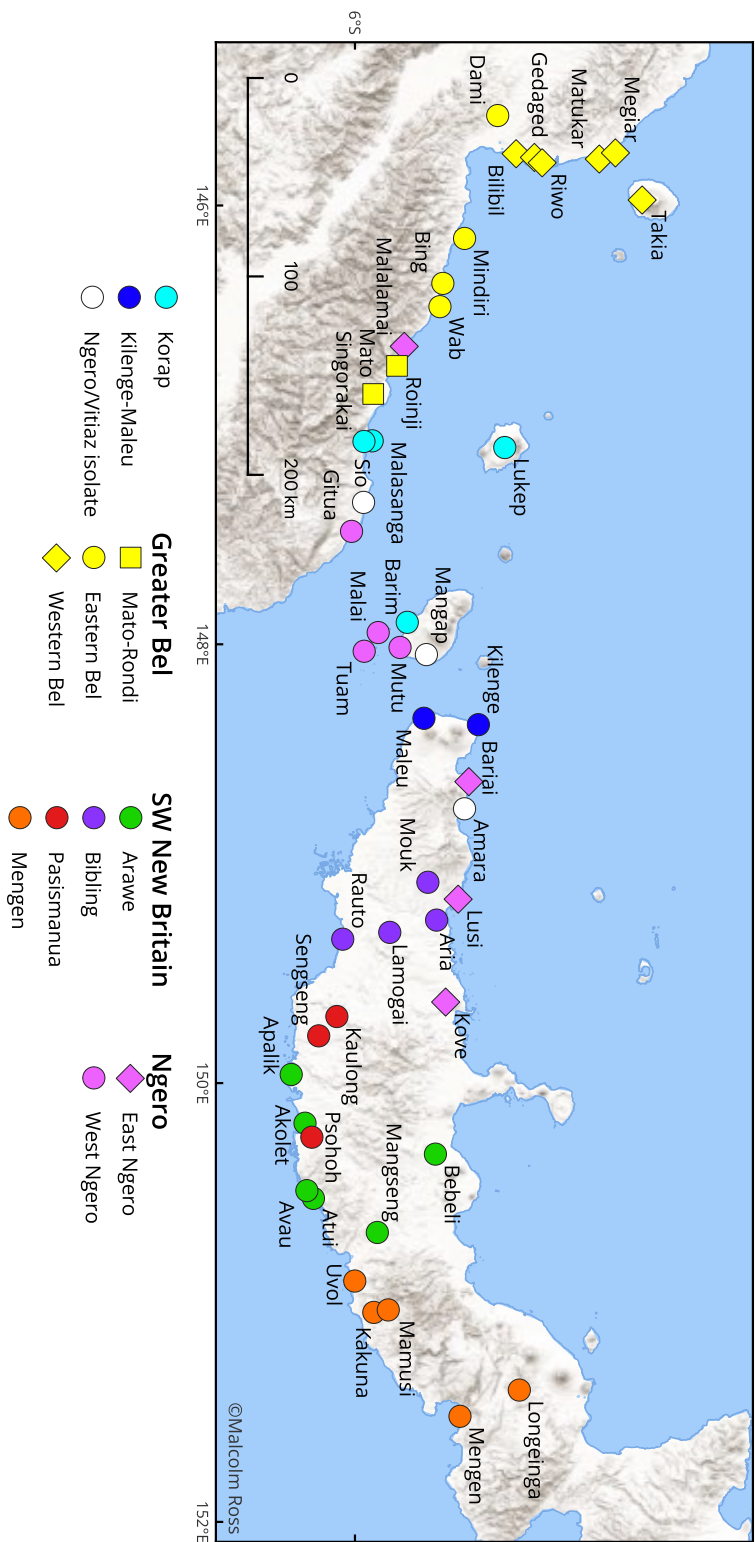 6°S
0
100
200 km
146°E
148°E
150°E
152°E
Dami
Gedaged
Matukar
Megiar
Bilibil
Riwo
Takia
Mindiri
Bing
Wab
Malalamai
Roinji
Mato
Singorakai
Malasanga
Sio
Gitua
Lukep
Malai
Barim
Mangap
Mutu
Tuam
Kilenge
Maleu
Bariai
Amara
Mouk
Lusi
Aria
Lamogai
Rauto
Kove
Sengseng
Kaulong
Apalik
Akolet
Psohoh
Mangseng
Bebeli
Avau
Atui
Uvol
Kakuna
Mamusi
Longeinga
Mengen
©Malcolm Ross
Korap
Kilenge-Maleu
Ngero/Vitiaz isolate
Greater Bel
Mato-Rondi
Eastern Bel
Western Bel
SW New Britain
Arawe
Bibling
Pasismanua
Mengen
Ngero
East Ngero
West Ngero